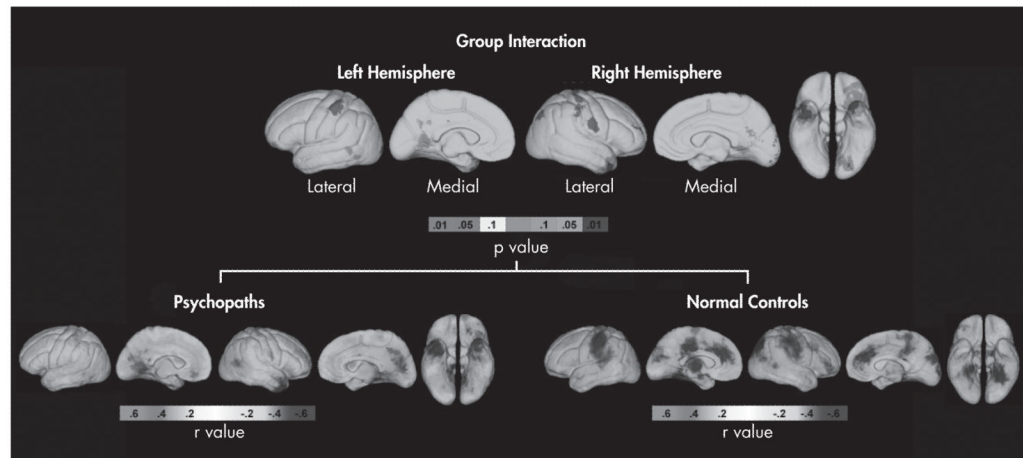 Group Interaction
Left Hemisphere Right Hemisphere
Lateral Medial Lateral Medial
.01 .05 .1 .1 .05 .01
p value
Psychopaths Normal Controls
.6 .4 .2 -.2 -.4 -.6 .6 .4 .2 -.2 -.4 -.6
r value r value